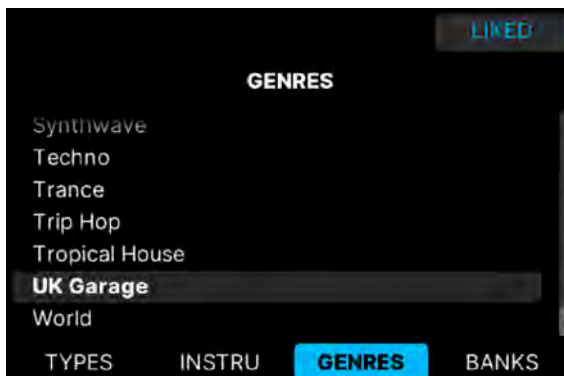 LIKED
GENRES
Synthwave
Techno
Trance
Trip Hop
Tropical House
UK Garage
World
TYPES INSTRU GENRES BANKS